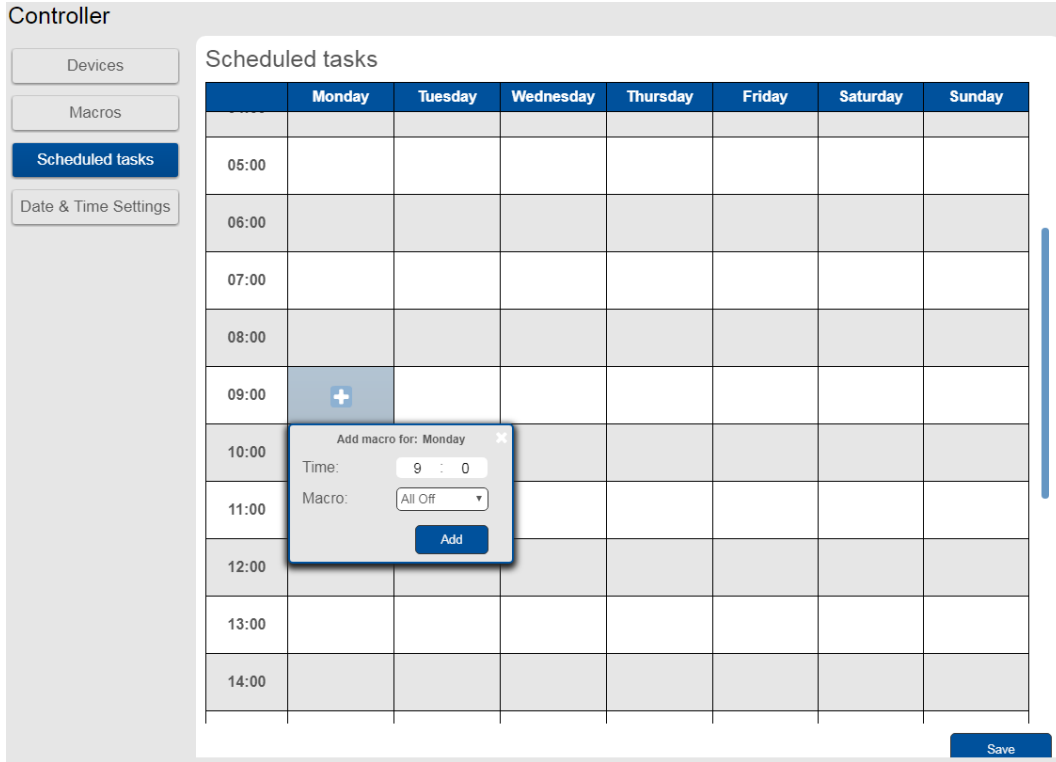 Controller
Devices
Macros
Scheduled tasks
Date & Time Settings
Scheduled tasks
Monday Tuesday Wednesday Thursday Friday Saturday Sunday
05:00
06:00
07:00
08:00
09:00
10:00
11:00
12:00
13:00
14:00
Add macro for: Monday
Time: 9 : 0
Macro: All Off
Add
Save